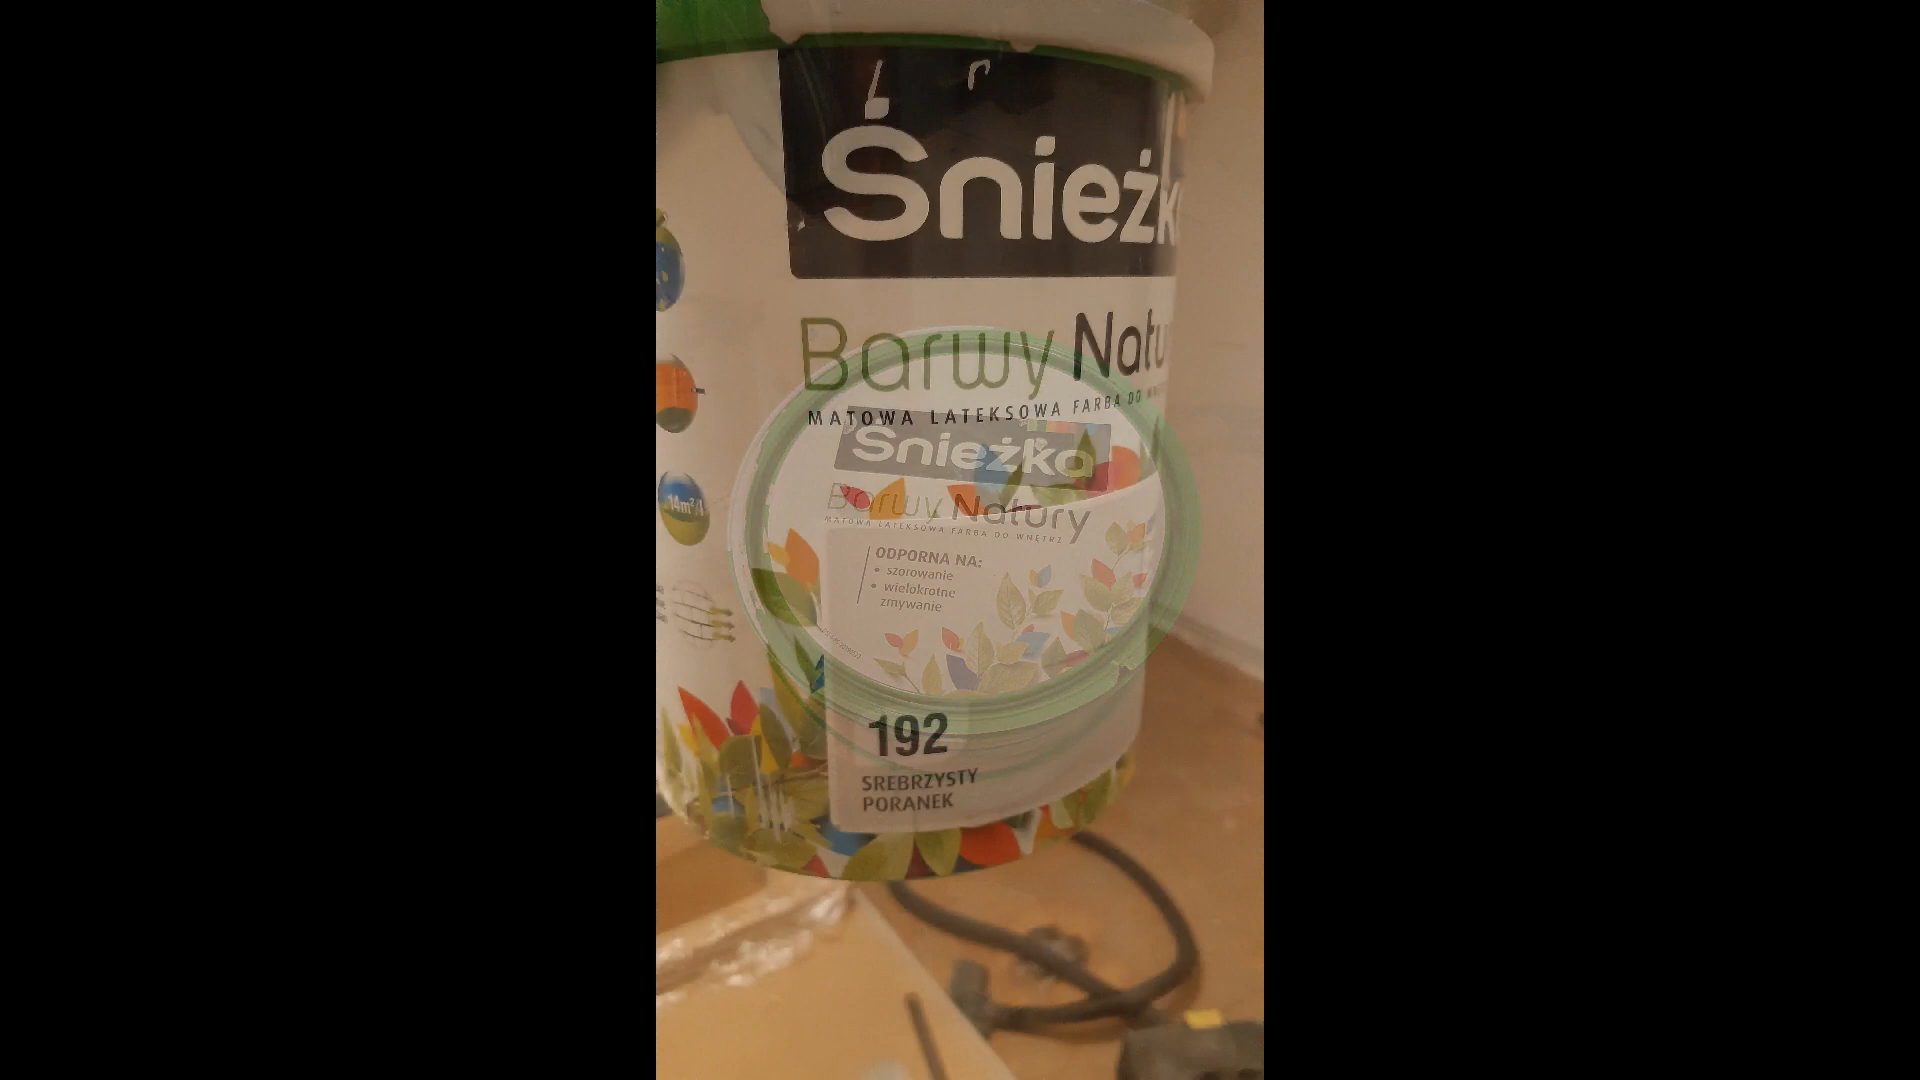 Śnieżka
Barwy Natu
MATOWA LATEKSOWA FARBA DO
Śnieżka
Barwy Natury
MATOWA LATEKSOWA FARBA DO WNĘTRZ
ODPORNA NA:
• szorowanie
• wielokrotne
zmywanie
14m²/l
192
SREBRZYSTY
PORANEK